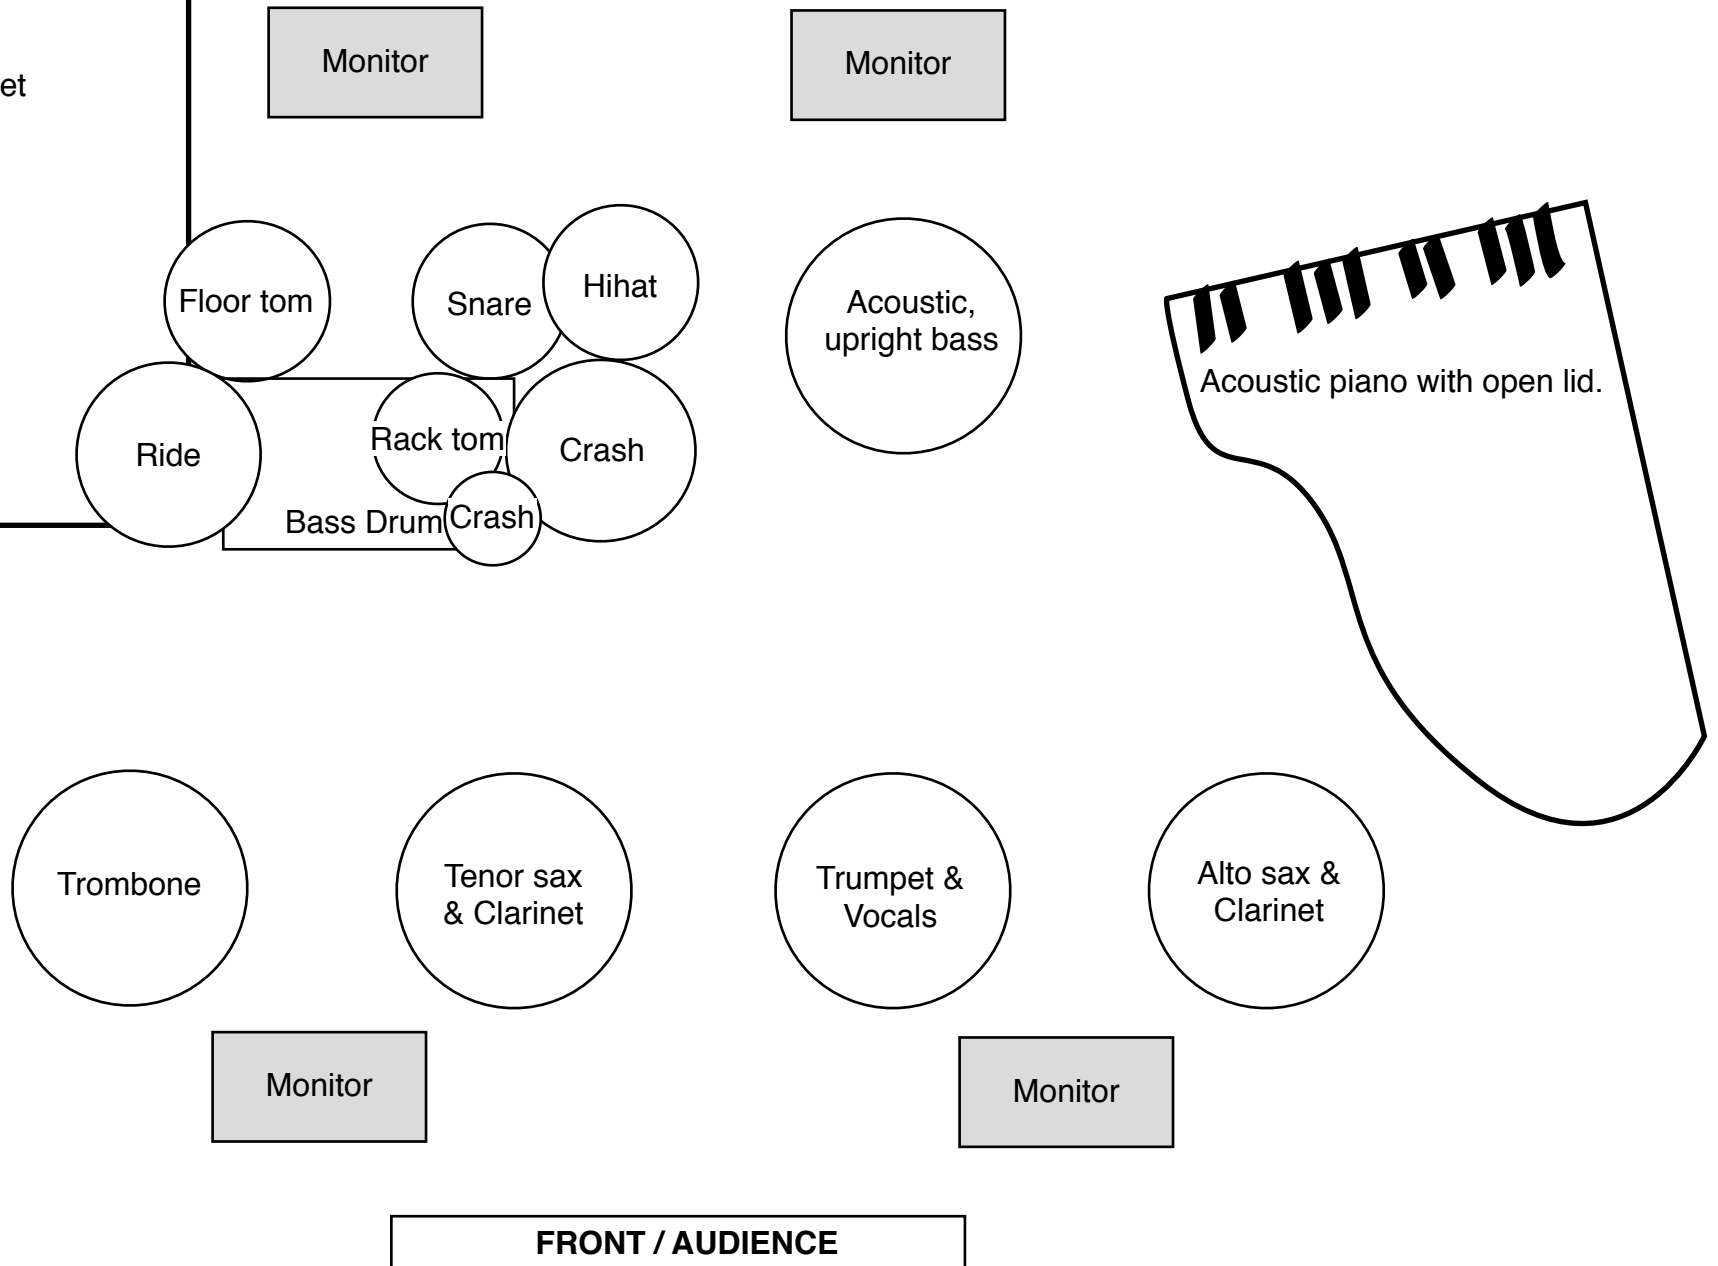 Monitor
Monitor
et
Floor tom
Snare
Hihat
Acoustic,
upright bass
Acoustic piano with open lid.
Ride
Rack tom
Crash
Bass Drum
Crash
Trombone
Tenor sax
& Clarinet
Trumpet &
Vocals
Alto sax &
Clarinet
Monitor
Monitor
FRONT / AUDIENCE